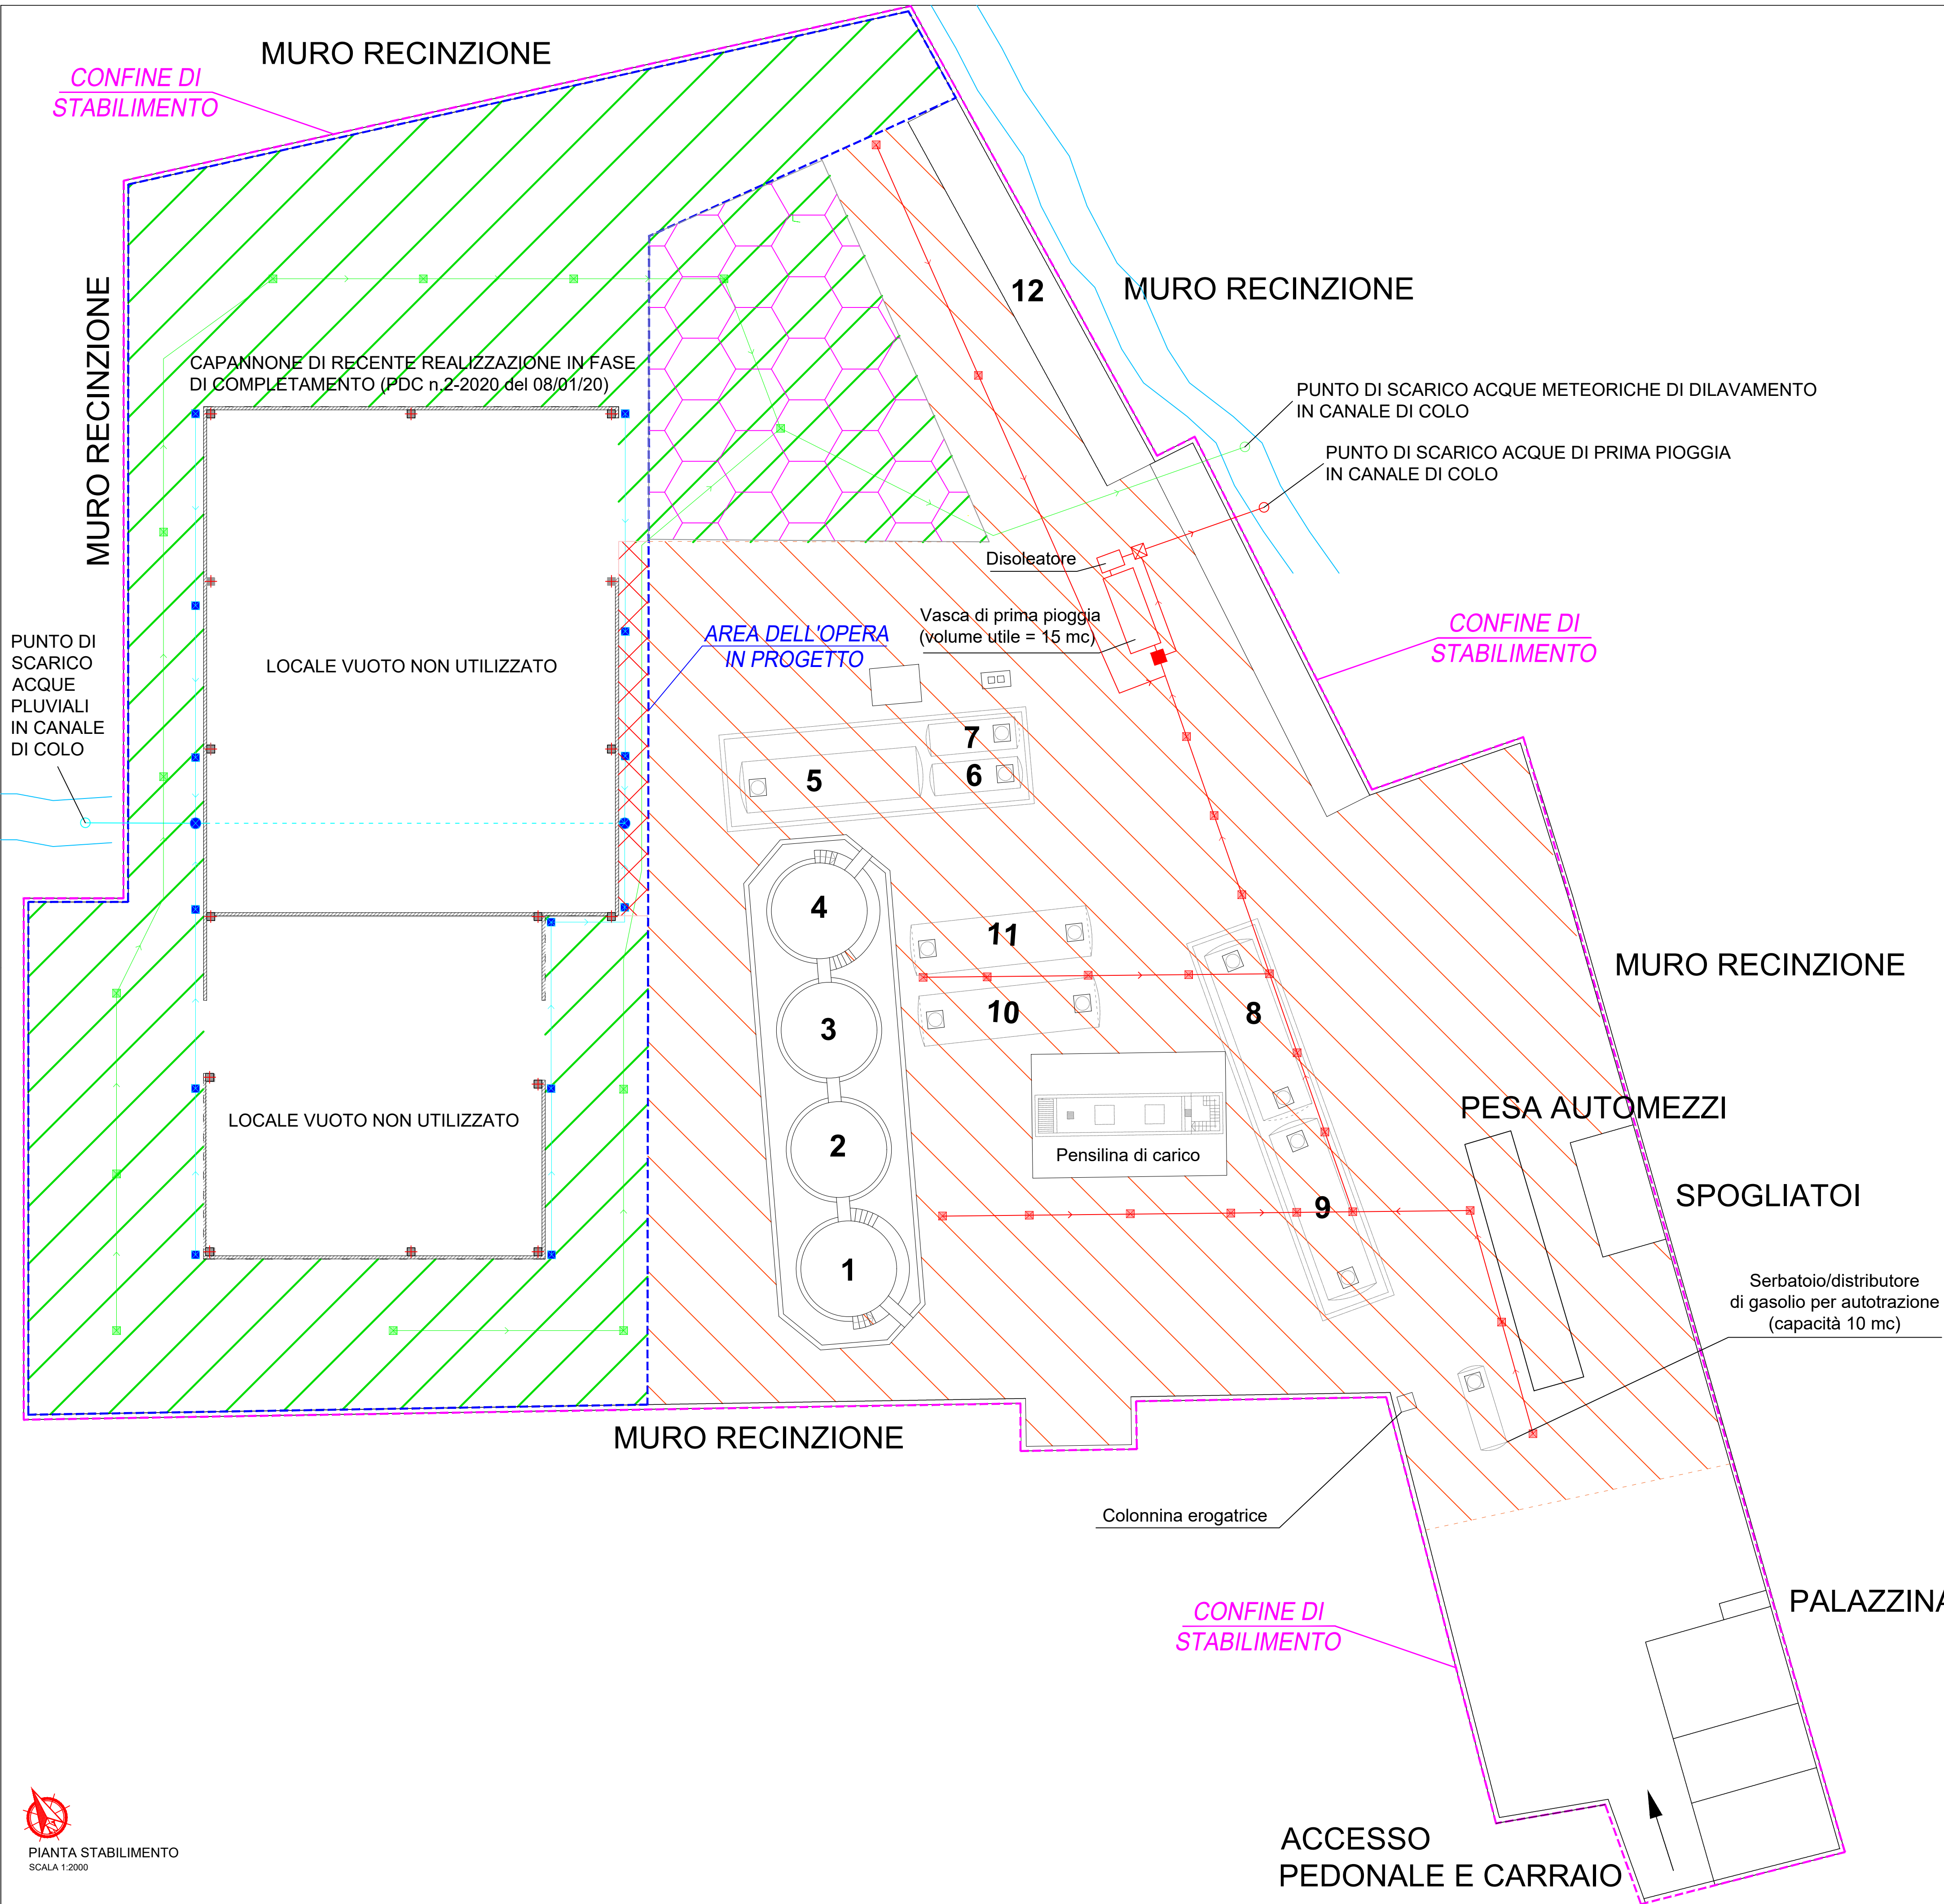 MURO RECINZIONE
CONFINE DI
STABILIMENTO
MURO RECINZIONE
12
MURO RECINZIONE
CAPANNONE DI RECENTE REALIZZAZIONE IN FASE
DI COMPLETAMENTO (PDC n.2-2020 del 08/01/20)
PUNTO DI SCARICO ACQUE METEORICHE DI DILAVAMENTO
IN CANALE DI COLO
PUNTO DI SCARICO ACQUE DI PRIMA PIOGGIA
IN CANALE DI COLO
Disoleatore
Vasca di prima pioggia
(volume utile = 15 mc)
AREA DELL'OPERA
IN PROGETTO
CONFINE DI
STABILIMENTO
PUNTO DI
SCARICO
ACQUE
PLUVIALI
IN CANALE
DI COLO
LOCALE VUOTO NON UTILIZZATO
7
6
5
4
11
3
10
8
MURO RECINZIONE
PESA AUTOMEZZI
LOCALE VUOTO NON UTILIZZATO
2
Pensilina di carico
SPOGLIATOI
9
1
Serbatoio/distributore
di gasolio per autotrazione
(capacità 10 mc)
MURO RECINZIONE
Colonnina erogatrice
CONFINE DI
STABILIMENTO
PALAZZINA
PIANTA STABILIMENTO
SCALA 1:2000
ACCESSO
PEDONALE E CARRAIO